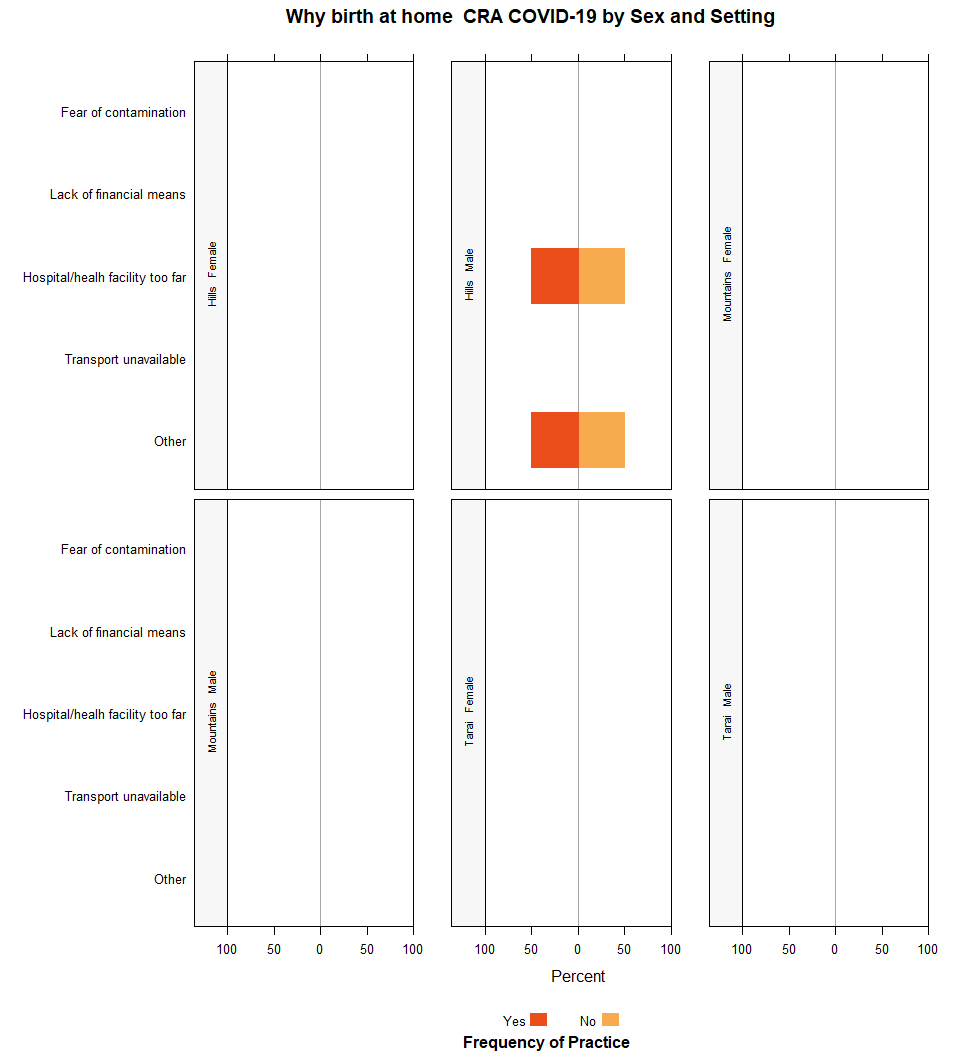 Why birth at home  CRA COVID-19 by Sex and Setting
Fear of contamination
Lack of financial means
Hospital/healh facility too far
Transport unavailable
Other
Hills  Female
Hills  Male
Mountains  Female
Fear of contamination
Lack of financial means
Hospital/healh facility too far
Transport unavailable
Other
Mountains  Male
Tarai  Female
Tarai  Male
100 50 0 50 100 100 50 0 50 100 100 50 0 50 100
Percent
Yes No
Frequency of Practice